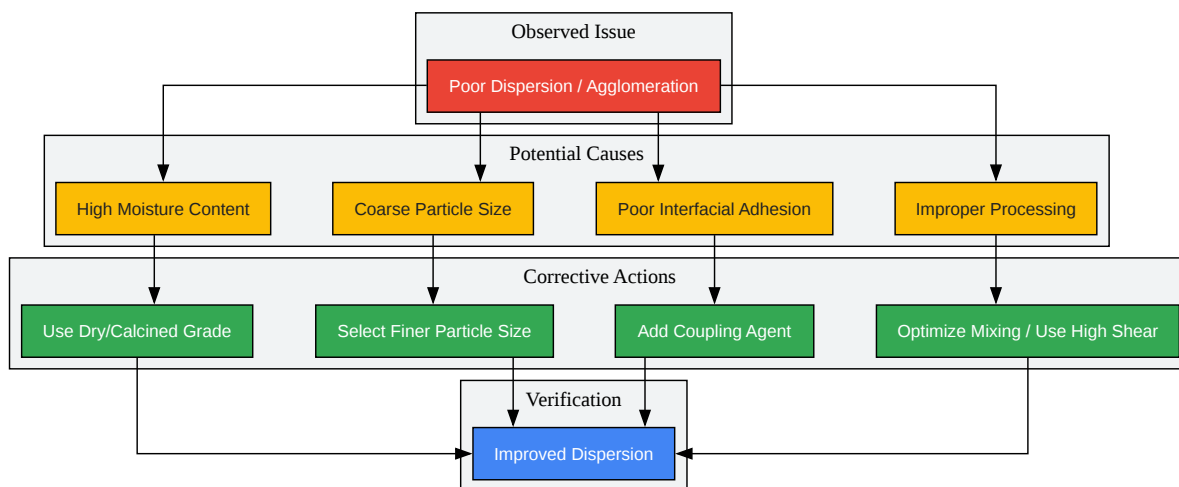 Observed Issue
Poor Dispersion / Agglomeration
Potential Causes
High Moisture Content
Coarse Particle Size
Poor Interfacial Adhesion
Improper Processing
Corrective Actions
Use Dry/Calcined Grade
Select Finer Particle Size
Add Coupling Agent
Optimize Mixing / Use High Shear
Verification
Improved Dispersion